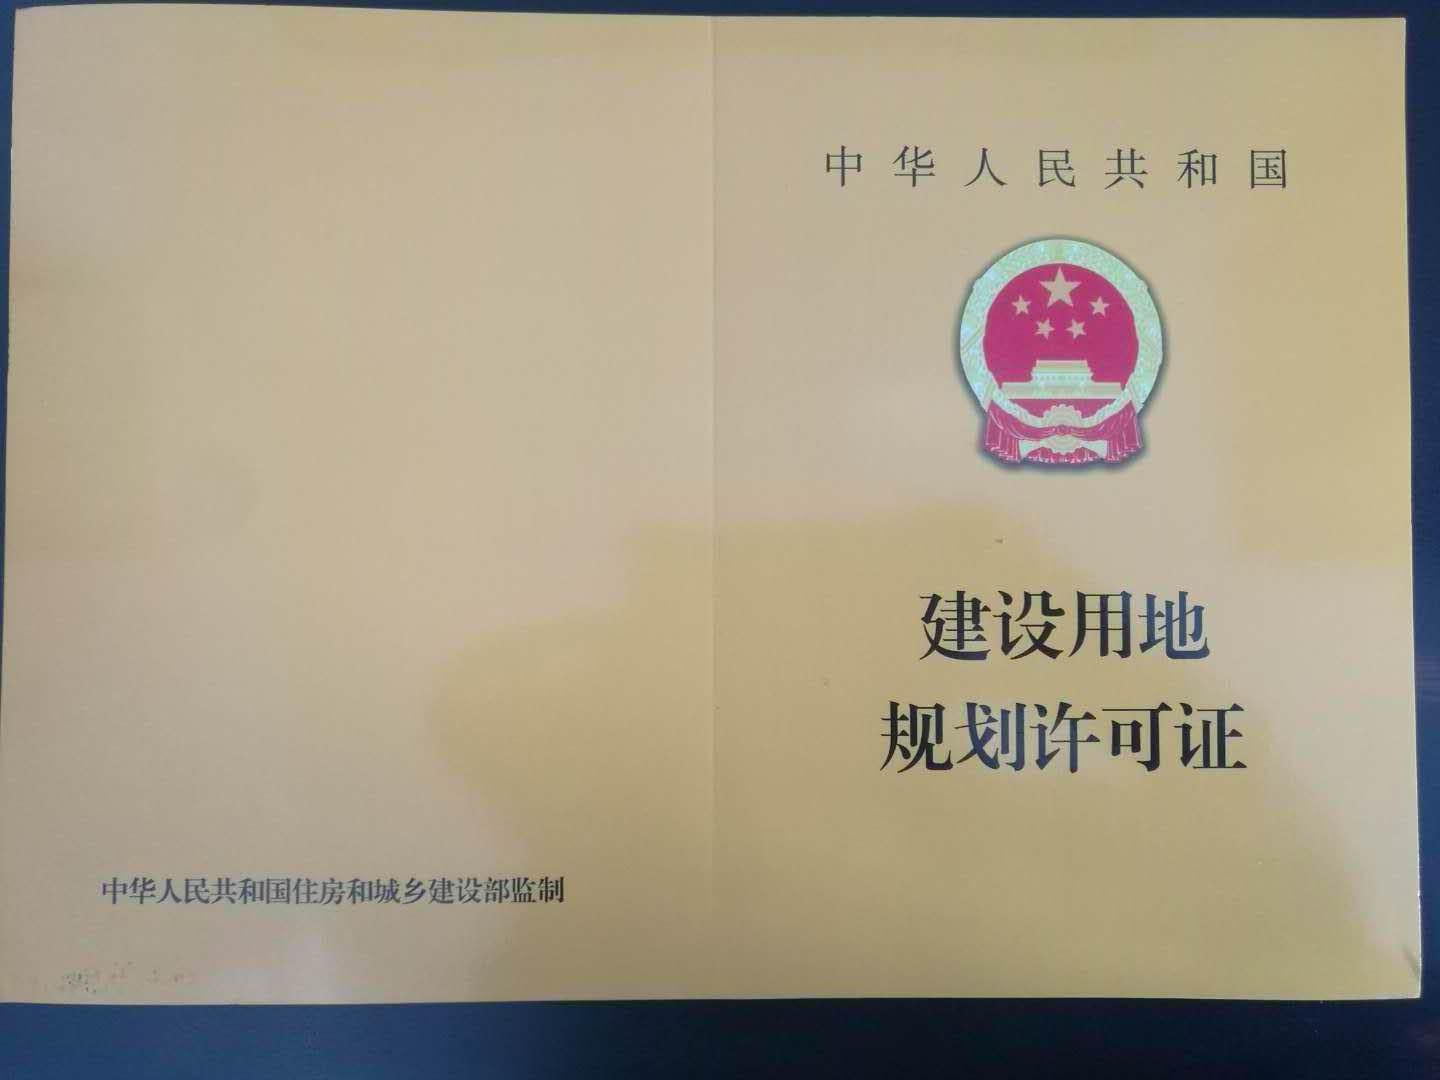 中华人民共和国
建设用地
规划许可证
中华人民共和国住房和城乡建设部监制